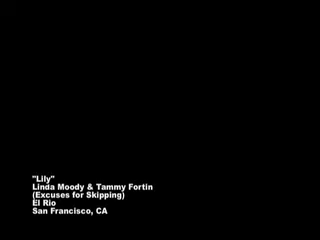 "Lily"
Linda Moody & Tammy Fortin
(Excuses for Skipping)
El Rio
San Francisco, CA